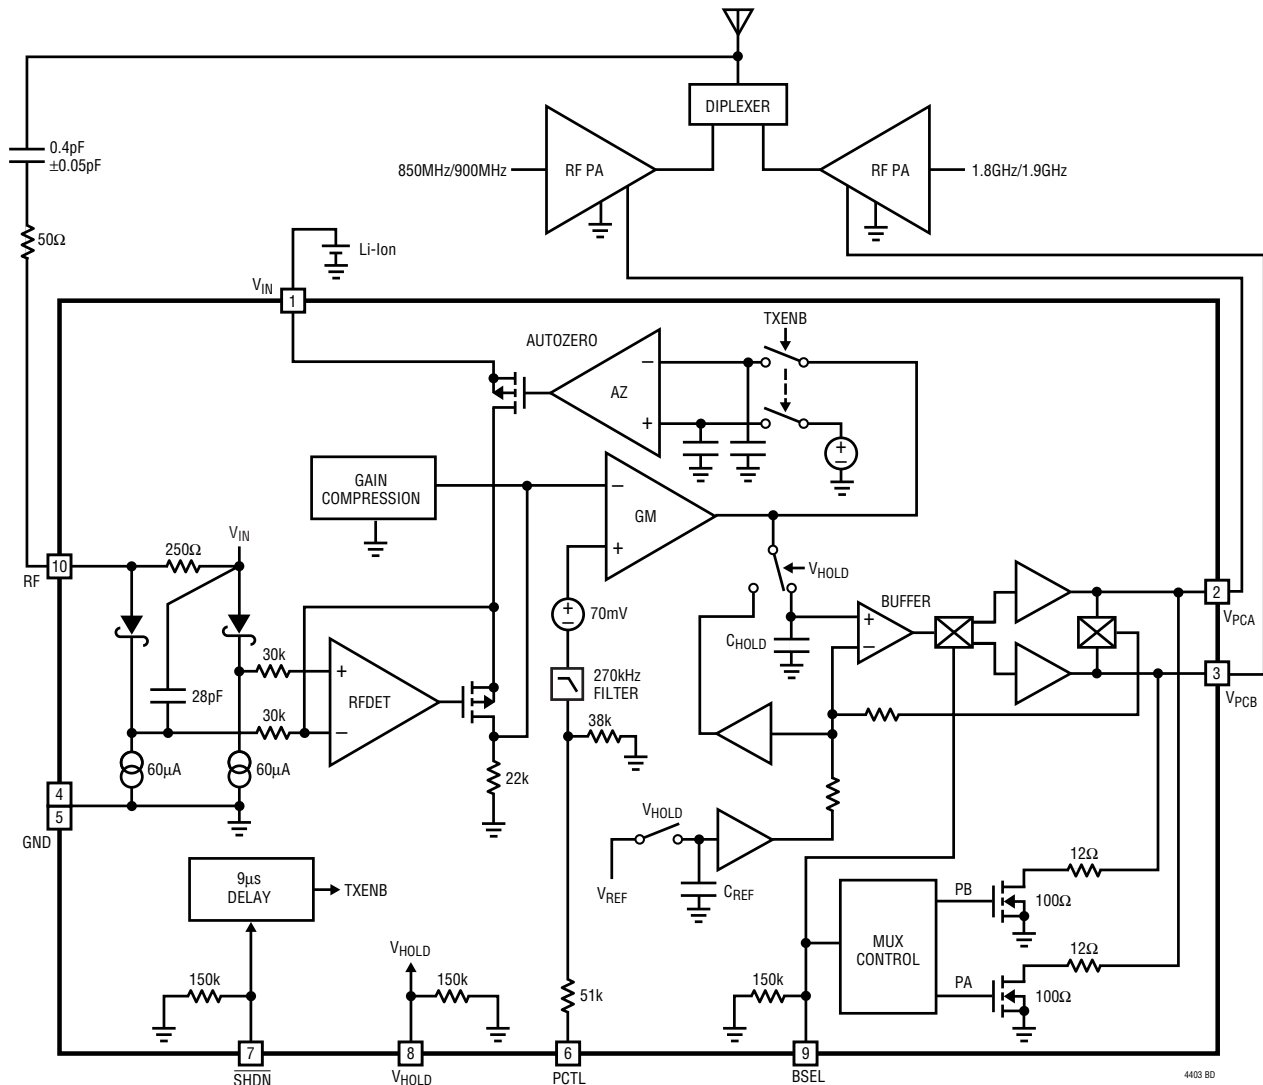 DIPLEXER
0.4pF
±0.05pF
850MHz/900MHz
RF PA
RF PA
1.8GHz/1.9GHz
50Ω
Li-Ion
VIN
1
AUTOZERO
TXENB
AZ
−
+
+
−
GAIN
COMPRESSION
−
GM
+
VIN
250Ω
10
RF
VHOLD
+
−
70mV
BUFFER
2
VPCA
CHOLD
+
−
30k
28pF
+
RFDET
−
30k
270kHz
FILTER
3
VPCB
38k
60µA
60µA
22k
4
5
GND
VHOLD
VREF
CREF
9µs
DELAY
TXENB
12Ω
PB
100Ω
MUX
CONTROL
12Ω
PA
100Ω
VHOLD
150k
150k
51k
150k
7
8
6
9
SHDN
VHOLD
PCTL
BSEL
4403 BD